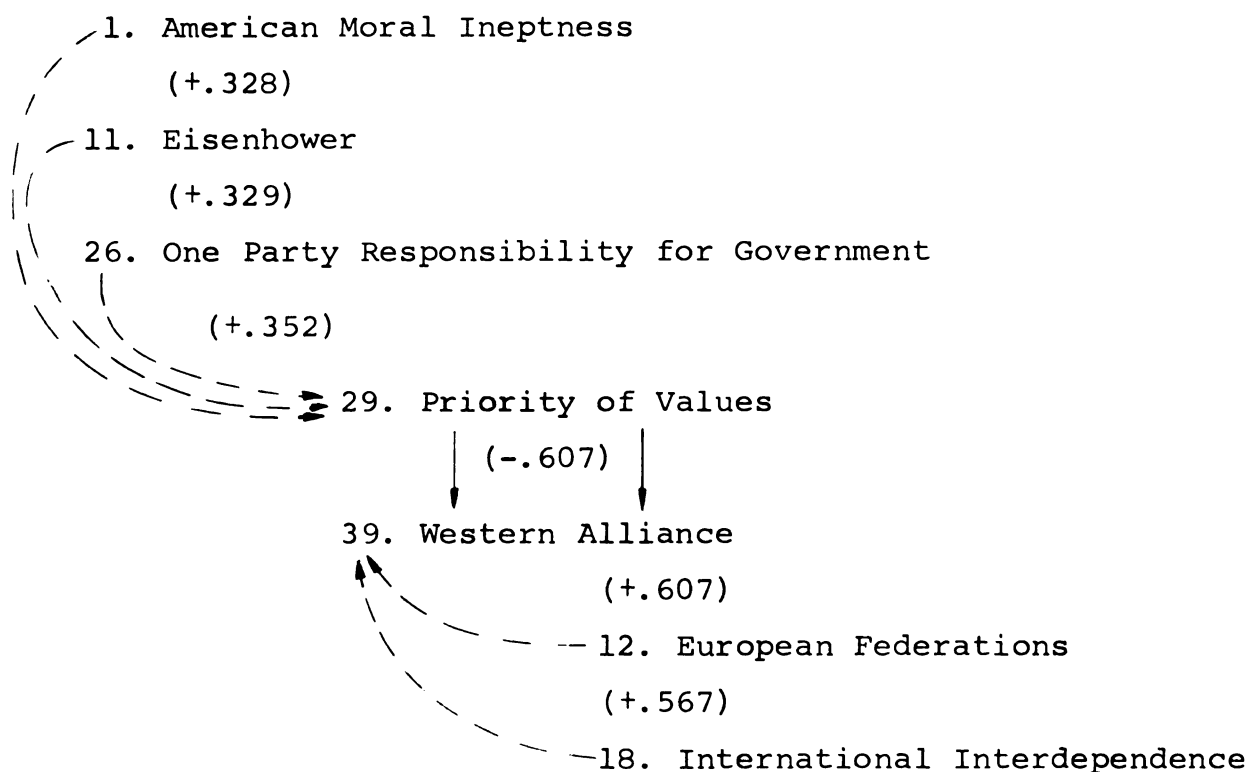 1. American Moral Ineptness
(+.328)
11. Eisenhower
(+.329)
26. One Party Responsibility for Government
(+.352)
29. Priority of Values
(-.607)
39. Western Alliance
(+.607)
12. European Federations
(+.567)
18. International Interdependence